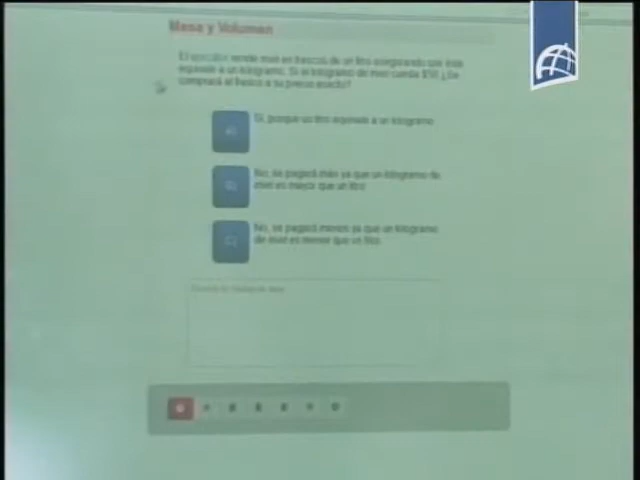 Masa y Volumen
El apicultor vende miel en frascos de un litro asegurando que éste
equivale a un kilogramo. Si el kilogramo de miel cuesta $50 ¿Se
comprará el frasco a su precio exacto?
Sí, porque un litro equivale a un kilogramo
No, se pagará más ya que un kilogramo de
miel es mayor que un litro
No, se pagará menos ya que un kilogramo
de miel es menor que un litro